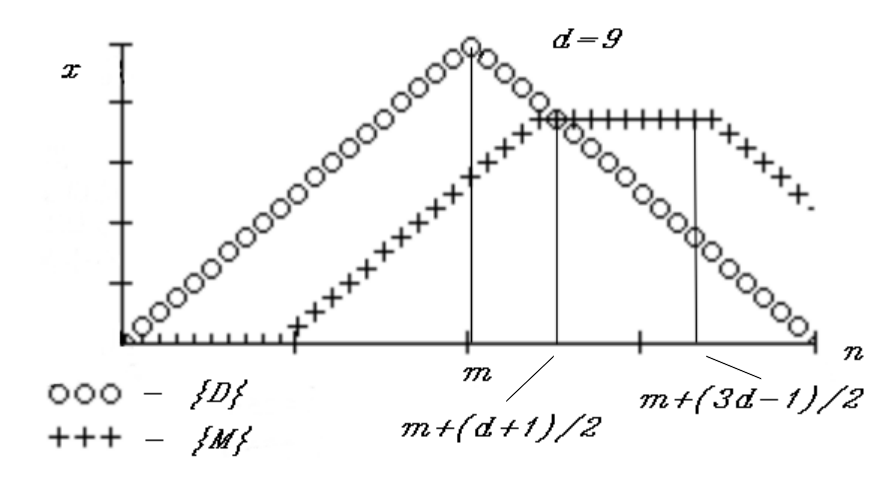 d=9
x
n
m
m+(d+1)/2
m+(3d-1)/2
ooo - {D}
+++ - {M}